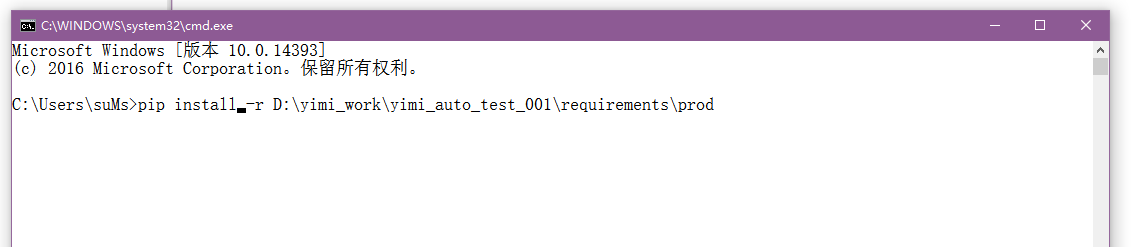 C:\WINDOWS\system32\cmd.exe
Microsoft Windows [版本 10.0.14393]
(c) 2016 Microsoft Corporation。保留所有权利。
C:\Users\suMs>pip install -r D:\yimi_work\yimi_auto_test_001\requirements\prod